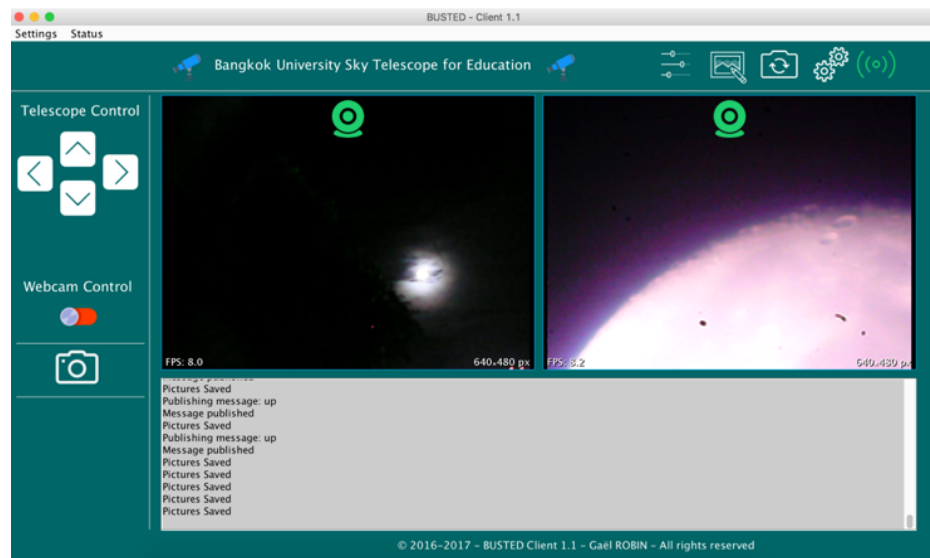 BUSTED - Client 1.1
Settings Status
Bangkok University Sky Telescope for Education
Telescope Control
Webcam Control
FPS: 8.0
640x480 px
FPS: 8.2
640x480 px
Message published
Pictures Saved
Publishing message: up
Message published
Pictures Saved
Publishing message: up
Message published
Pictures Saved
Pictures Saved
Pictures Saved
Pictures Saved
Pictures Saved
© 2016-2017 - BUSTED Client 1.1 - Gaël ROBIN - All rights reserved